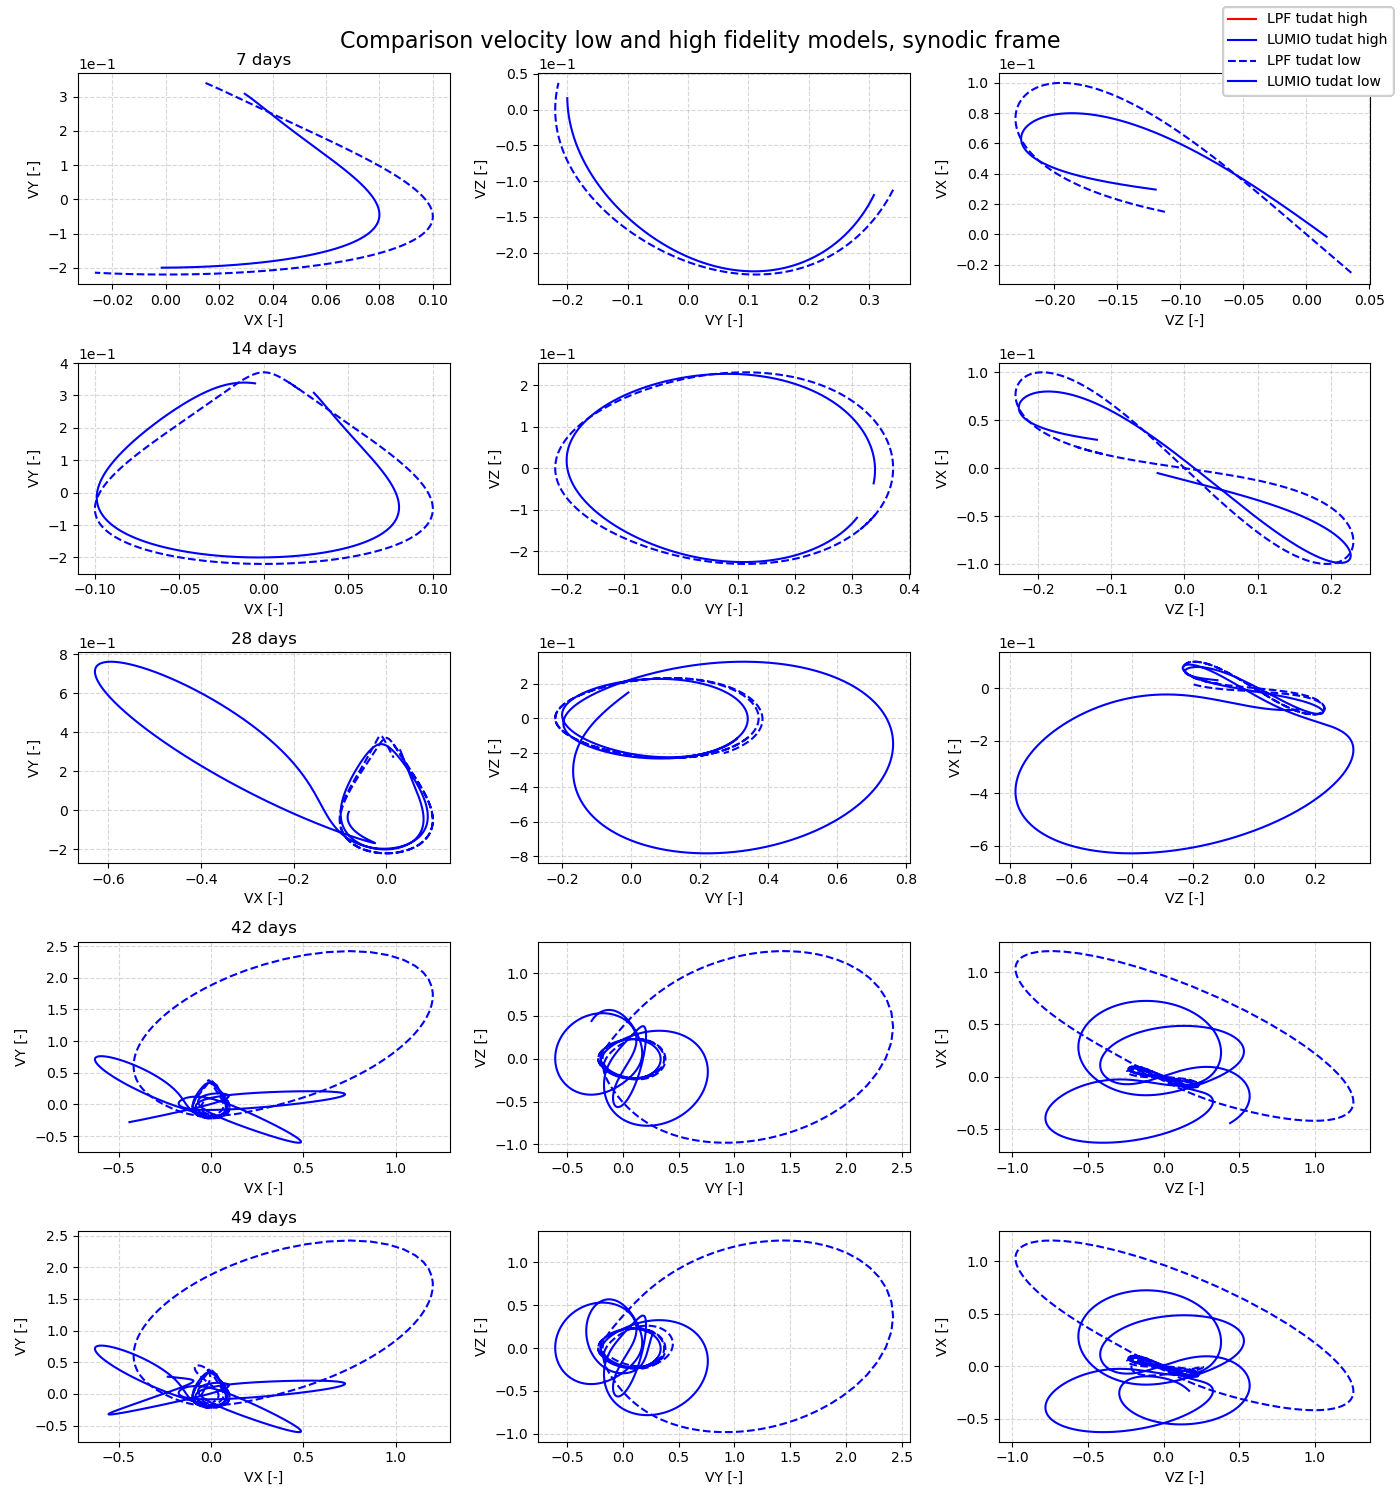 Comparison velocity low and high fidelity models, synodic frame
LPF tudat high
LUMIO tudat high
LPF tudat low
LUMIO tudat low
7 days
1e−1
3
2
1
0
−1
−2
VY [-]
−0.02 0.00 0.02 0.04 0.06 0.08 0.10
VX [-]
1e−1
0.5
0.0
−0.5
−1.0
−1.5
−2.0
VZ [-]
−0.2 −0.1 0.0 0.1 0.2 0.3
VY [-]
1e−1
1.0
0.8
0.6
0.4
0.2
0.0
−0.2
VX [-]
−0.20 −0.15 −0.10 −0.05 0.00 0.05
VZ [-]
14 days
1e−1
4
3
2
1
0
−1
−2
VY [-]
−0.10 −0.05 0.00 0.05 0.10
VX [-]
1e−1
2
1
0
−1
−2
VZ [-]
−0.2 −0.1 0.0 0.1 0.2 0.3 0.4
VY [-]
1e−1
1.0
0.5
0.0
−0.5
−1.0
VX [-]
−0.2 −0.1 0.0 0.1 0.2
VZ [-]
28 days
1e−1
8
6
4
2
0
−2
VY [-]
−0.6 −0.4 −0.2 0.0
VX [-]
1e−1
2
0
−2
−4
−6
−8
VZ [-]
−0.2 0.0 0.2 0.4 0.6 0.8
VY [-]
1e−1
0
−2
−4
−6
VX [-]
−0.8 −0.6 −0.4 −0.2 0.0 0.2
VZ [-]
42 days
2.5
2.0
1.5
1.0
0.5
0.0
−0.5
VY [-]
−0.5 0.0 0.5 1.0
VX [-]
1.0
0.5
0.0
−0.5
−1.0
VZ [-]
−0.5 0.0 0.5 1.0 1.5 2.0 2.5
VY [-]
1.0
0.5
0.0
−0.5
VX [-]
−1.0 −0.5 0.0 0.5 1.0
VZ [-]
49 days
2.5
2.0
1.5
1.0
0.5
0.0
−0.5
VY [-]
−0.5 0.0 0.5 1.0
VX [-]
1.0
0.5
0.0
−0.5
−1.0
VZ [-]
−0.5 0.0 0.5 1.0 1.5 2.0 2.5
VY [-]
1.0
0.5
0.0
−0.5
VX [-]
−1.0 −0.5 0.0 0.5 1.0
VZ [-]